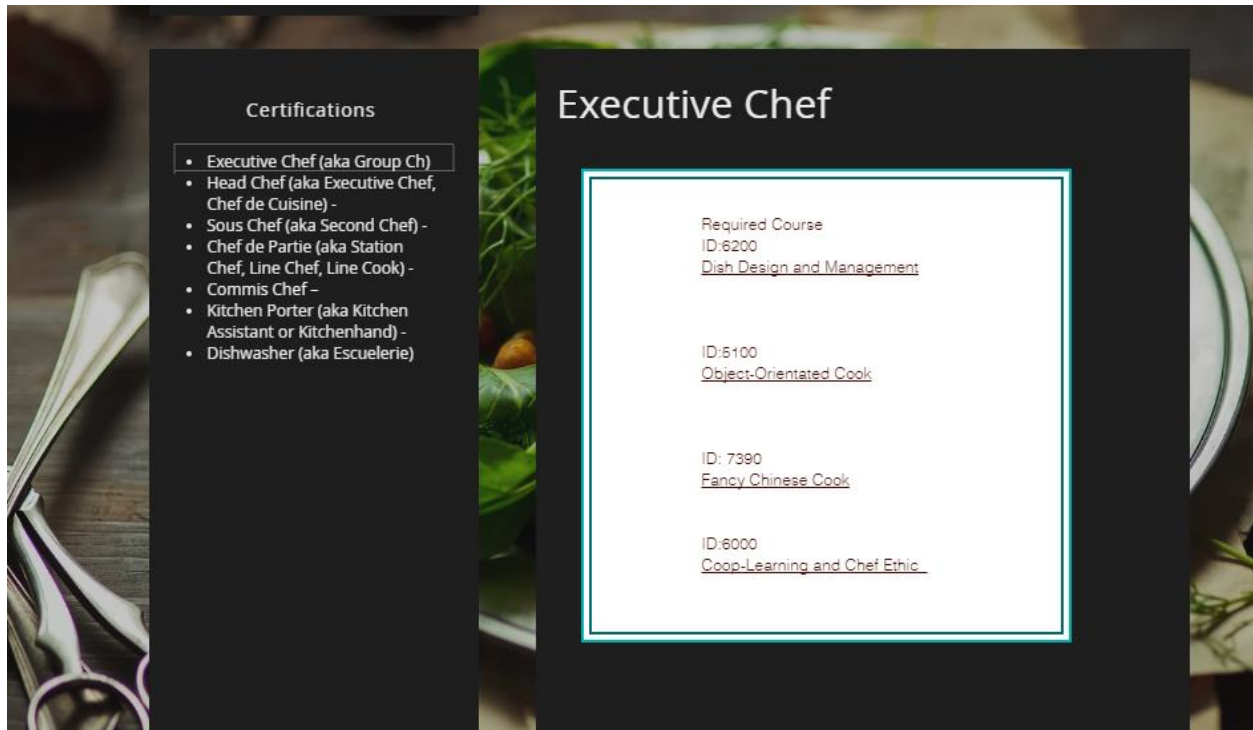 Certifications
• Executive Chef (aka Group Ch)
• Head Chef (aka Executive Chef,
Chef de Cuisine) -
• Sous Chef (aka Second Chef) -
• Chef de Partie (aka Station
Chef, Line Chef, Line Cook) -
• Commis Chef –
• Kitchen Porter (aka Kitchen
Assistant or Kitchenhand) -
• Dishwasher (aka Escuelerie)
Executive Chef
Required Course
ID:6200
Dish Design and Management
ID:5100
Object-Orientated Cook
ID: 7390
Fancy Chinese Cook
ID:6000
Coop-Learning and Chef Ethic